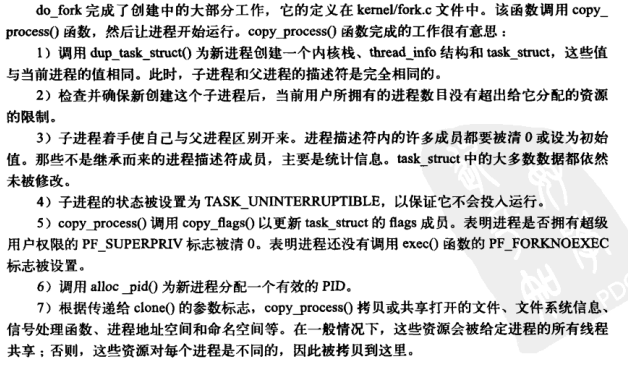 do_fork 完成了创建中的大部分工作，它的定义在 kernel/fork.c 文件中。该函数调用 copy_
process() 函数，然后让进程开始运行。copy_process() 函数完成的工作很有意思：
1）调用 dup_task_struct() 为新进程创建一个内核栈、thread_info 结构和 task_struct，这些值
与当前进程的值相同。此时，子进程和父进程的描述符是完全相同的。
2）检查并确保新创建这个子进程后，当前用户所拥有的进程数目没有超出给它分配的资源
的限制。
3）子进程着手使自己与父进程区别开来。进程描述符内的许多成员都要被清 0 或设为初始
值。那些不是继承而来的进程描述符成员，主要是统计信息。task_struct 中的大多数数据都依然
未被修改。
4）子进程的状态被设置为 TASK_UNINTERRUPTIBLE，以保证它不会投入运行。
5）copy_process() 调用 copy_flags() 以更新 task_struct 的 flags 成员。表明进程是否拥有超级
用户权限的 PF_SUPERPRIV 标志被清 0。表明进程还没有调用 exec() 函数的 PF_FORKNOEXEC
标志被设置。
6）调用 alloc _pid() 为新进程分配一个有效的 PID。
7）根据传递给 clone() 的参数标志，copy_process() 拷贝或共享打开的文件、文件系统信息、
信号处理函数、进程地址空间和命名空间等。在一般情况下，这些资源会被给定进程的所有线程
共享；否则，这些资源对每个进程是不同的，因此被拷贝到这里。